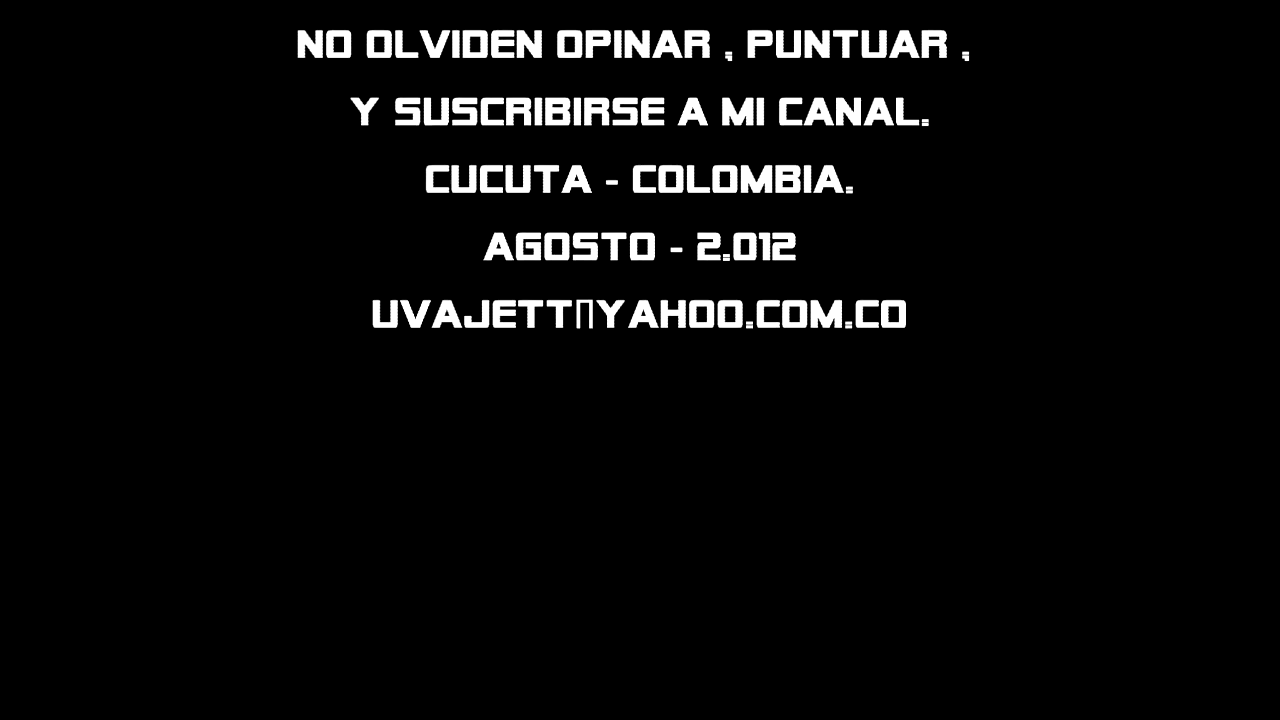 NO OLVIDEN OPINAR , PUNTUAR ,
Y SUSCRIBIRSE A MI CANAL.
CUCUTA - COLOMBIA.
AGOSTO - 2.012
UVAJETT▯YAHOO.COM.CO